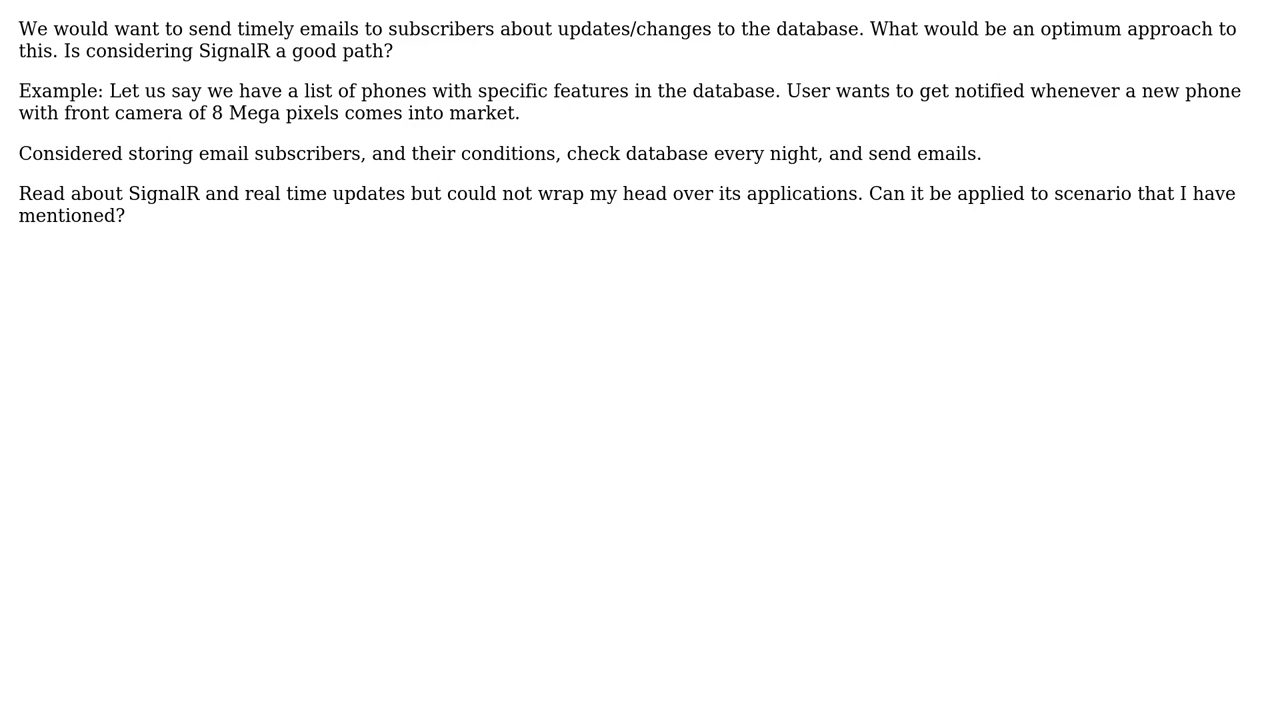 We would want to send timely emails to subscribers about updates/changes to the database. What would be an optimum approach to
this. Is considering SignalR a good path?
Example: Let us say we have a list of phones with specific features in the database. User wants to get notified whenever a new phone
with front camera of 8 Mega pixels comes into market.
Considered storing email subscribers, and their conditions, check database every night, and send emails.
Read about SignalR and real time updates but could not wrap my head over its applications. Can it be applied to scenario that I have
mentioned?